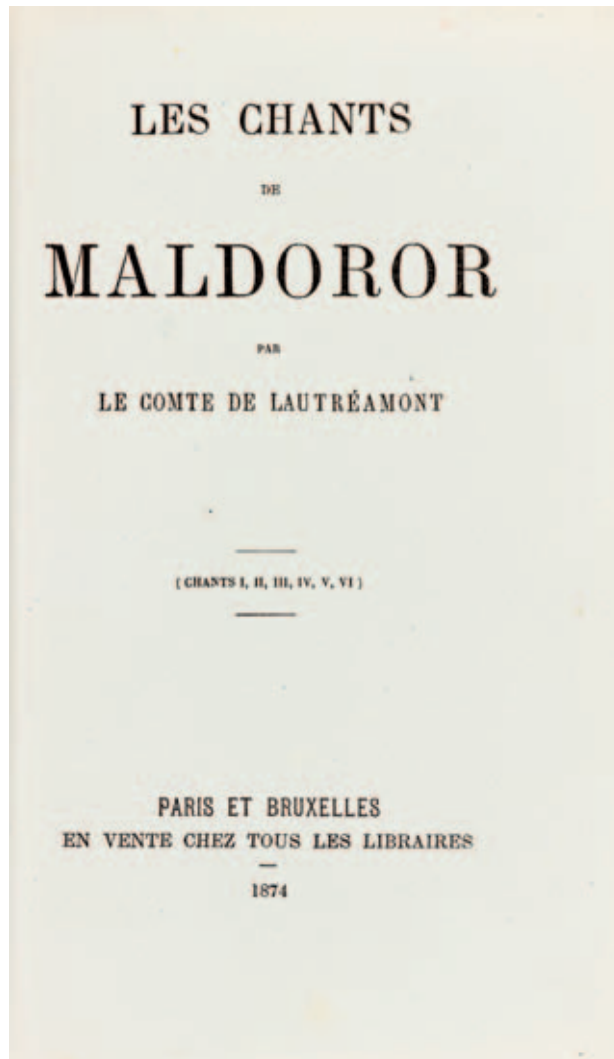 LES CHANTS
DE
MALDOROR
PAR
LE COMTE DE LAUTRÉAMONT
( CHANTS I, II, III, IV, V, VI )
PARIS ET BRUXELLES
EN VENTE CHEZ TOUS LES LIBRAIRES
1874